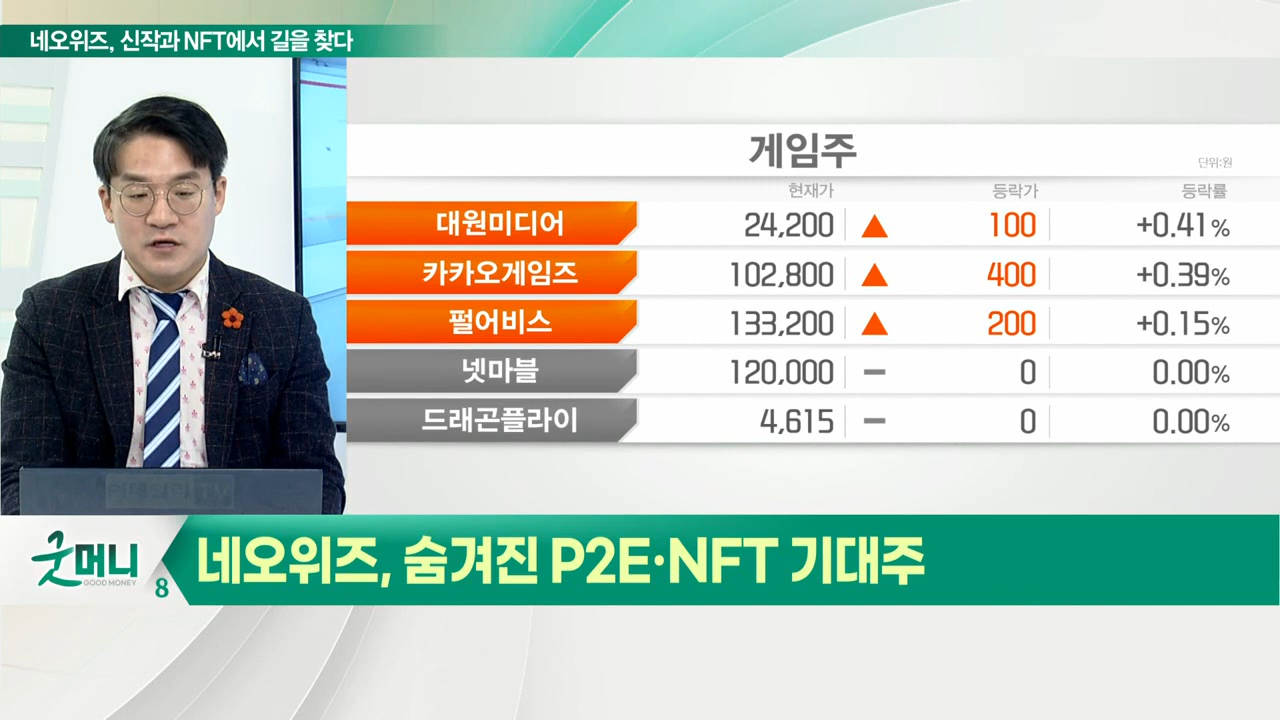 네오위즈, 신작과 NFT에서 길을 찾다
게임주
단위:원
현재가 등락가 등락률
대원미디어 24,200 ▲ 100 +0.41%
카카오게임즈 102,800 ▲ 400 +0.39%
펄어비스 133,200 ▲ 200 +0.15%
넷마블 120,000 - 0 0.00%
드래곤플라이 4,615 - 0 0.00%
굿머니
GOOD MONEY
8
네오위즈, 숨겨진 P2E·NFT 기대주